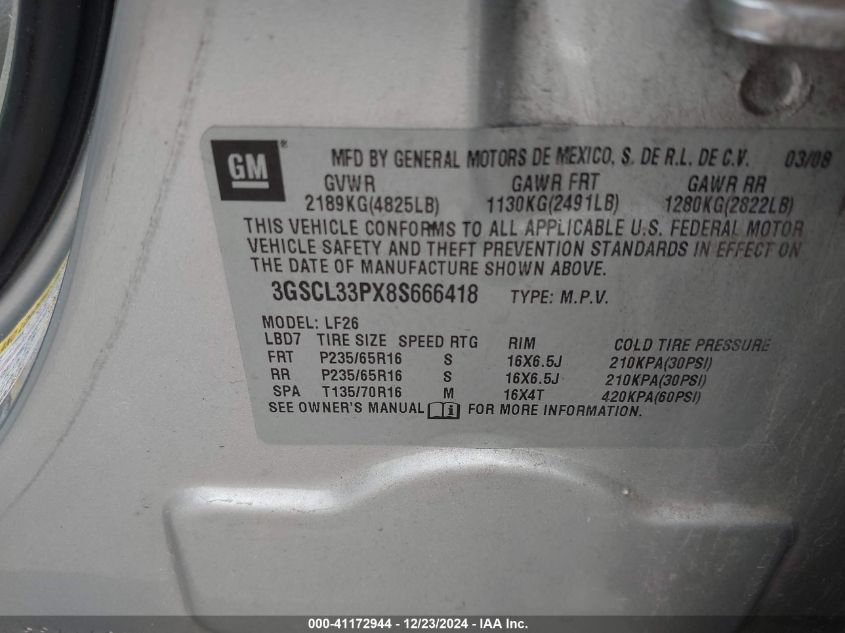 GM ® MFD BY GENERAL MOTORS DE MEXICO, S. DE R.L. DE C.V. 03/08
GVWR GAWR FRT GAWR RR
2189KG(4825LB) 1130KG(2491LB) 1280KG(2822LB)
THIS VEHICLE CONFORMS TO ALL APPLICABLE U.S. FEDERAL MOTOR
VEHICLE SAFETY AND THEFT PREVENTION STANDARDS IN EFFECT ON
THE DATE OF MANUFACTURE SHOWN ABOVE.
3GSCL33PX8S666418 TYPE: M.P.V.
MODEL: LF26
LBD7 TIRE SIZE SPEED RTG RIM COLD TIRE PRESSURE
FRT P235/65R16 S 16X6.5J 210KPA(30PSI)
RR P235/65R16 S 16X6.5J 210KPA(30PSI)
SPA T135/70R16 M 16X4T 420KPA(60PSI)
SEE OWNER'S MANUAL i FOR MORE INFORMATION.
000-41172944 - 12/23/2024 - IAA Inc.